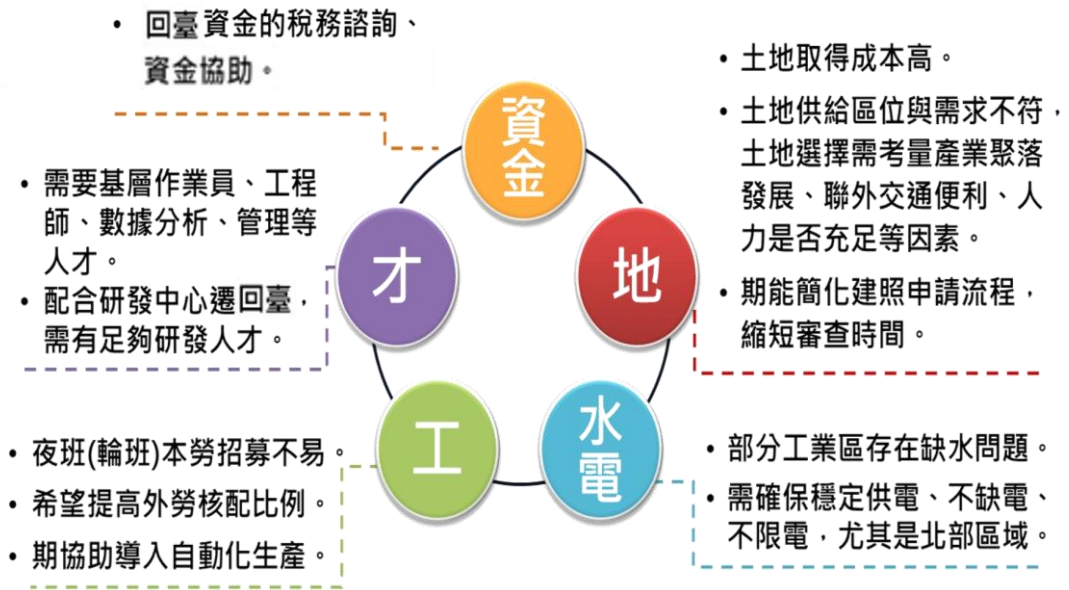 • 回臺資金的稅務諮詢、
資金協助。
資金
• 土地取得成本高。
• 土地供給區位與需求不符，
土地選擇需考量產業聚落
發展、聯外交通便利、人
力是否充足等因素。
• 期能簡化建照申請流程，
縮短審查時間。
地
• 需要基層作業員、工程
師、數據分析、管理等
人才。
• 配合研發中心遷回臺，
需有足夠研發人才。
才
• 夜班(輪班)本勞招募不易。
• 希望提高外勞核配比例。
• 期協助導入自動化生產。
工
水電
• 部分工業區存在缺水問題。
• 需確保穩定供電、不缺電、
不限電，尤其是北部區域。